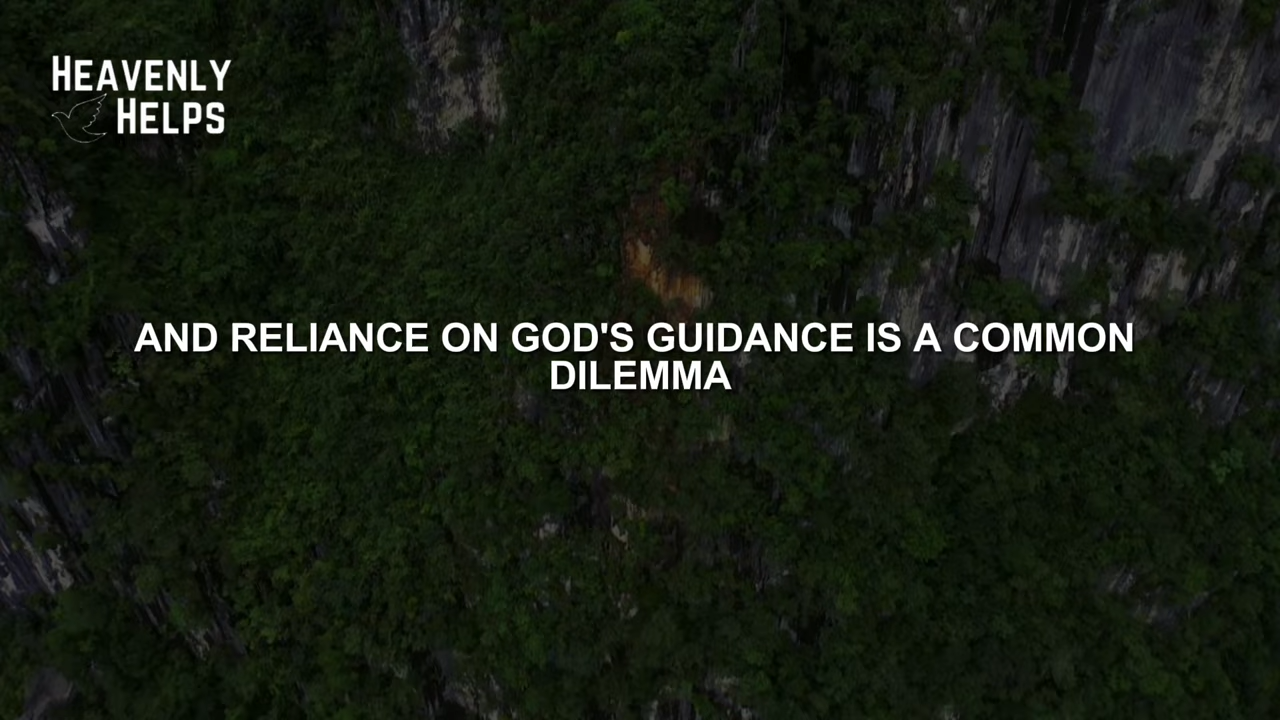 HEAVENLY
HELPS
AND RELIANCE ON GOD'S GUIDANCE IS A COMMON
DILEMMA